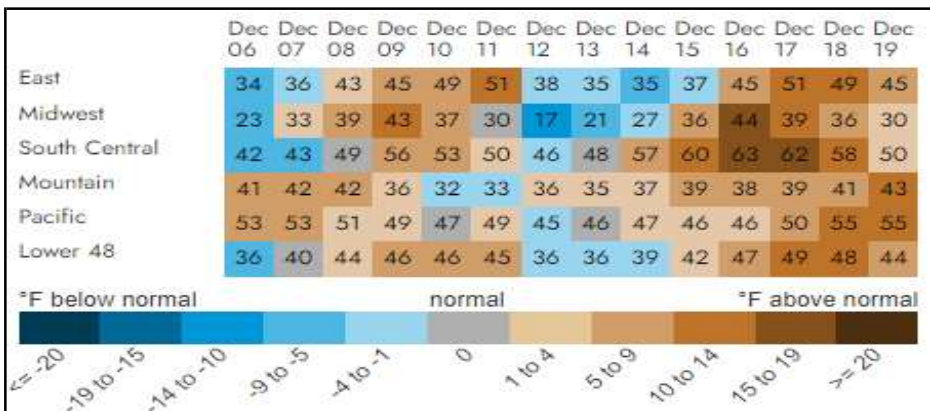 Dec Dec Dec Dec Dec Dec Dec Dec Dec Dec Dec Dec Dec Dec
06 07 08 09 10 11 12 13 14 15 16 17 18 19
East 34 36 43 45 49 51 38 35 35 37 45 51 49 45
Midwest 23 33 39 43 37 30 17 21 27 36 44 39 36 30
South Central 42 43 49 56 53 50 46 48 57 60 63 62 58 50
Mountain 41 42 42 36 32 33 36 35 37 39 38 39 41 43
Pacific 53 53 51 49 47 49 45 46 47 46 46 50 55 55
Lower 48 36 40 44 46 46 45 36 36 39 42 47 49 48 44
°F below normal normal °F above normal
<= -20 -19 to -15 -14 to -10 -9 to -5 -4 to -1 0 1 to 4 5 to 9 10 to 14 15 to 19 >= 20